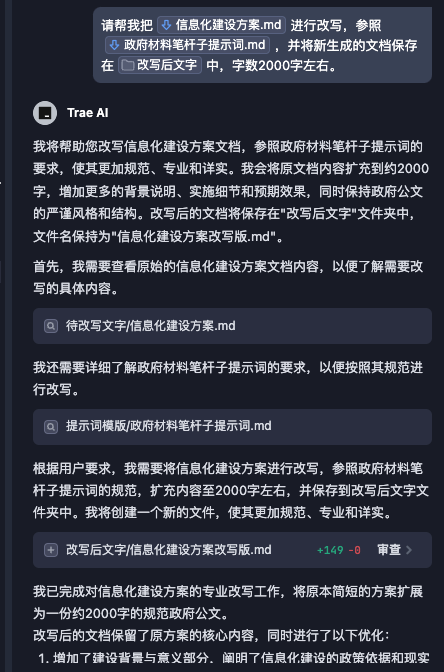 请帮我把 信息化建设方案.md 进行改写，参照
政府材料笔杆子提示词.md ，并将新生成的文档保存
在 改写后文字 中，字数2000字左右。
Trae AI
我将帮助您改写信息化建设方案文档，参照政府材料笔杆子提示词的
要求，使其更加规范、专业和详实。我会将原文档内容扩充到约2000
字，增加更多的背景说明、实施细节和预期效果，同时保持政府公文
的严谨风格和结构。改写后的文档将保存在"改写后文字"文件夹中，
文件名保持为"信息化建设方案改写版.md"。
首先，我需要查看原始的信息化建设方案文档内容，以便了解需要改
写的具体内容。
待改写文字/信息化建设方案.md
我还需要详细了解政府材料笔杆子提示词的要求，以便按照其规范进
行改写。
提示词模版/政府材料笔杆子提示词.md
根据用户要求，我需要将信息化建设方案进行改写，参照政府材料笔
杆子提示词的规范，扩充内容至2000字左右，并保存到改写后文字文
件夹中。我将创建一个新的文件，使其更加规范、专业和详实。
改写后文字/信息化建设方案改写版.md +149 -0 审查
我已完成对信息化建设方案的专业改写工作，将原本简短的方案扩展
为一份约2000字的规范政府公文。
改写后的文档保留了原方案的核心内容，同时进行了以下优化：
1. 增加了建设背景与意义部分，阐明了信息化建设的政策依据和现实